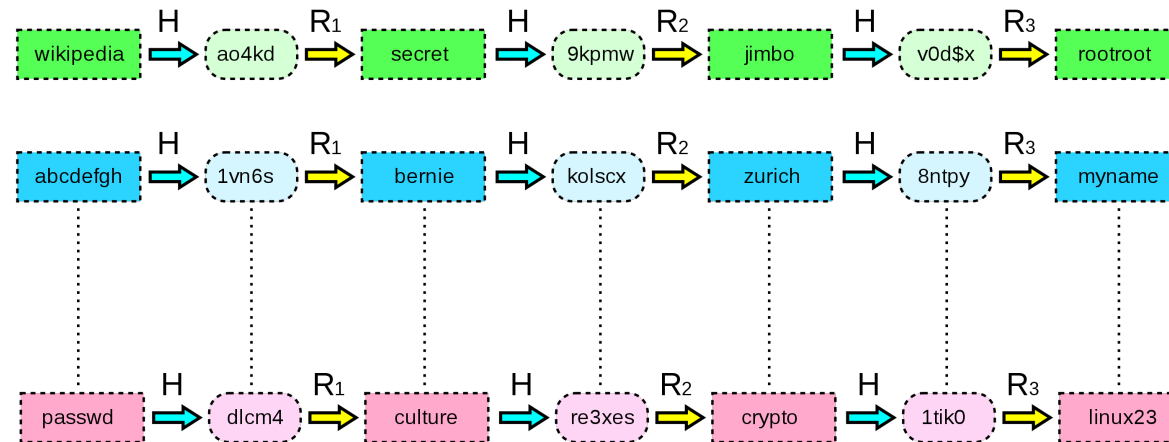 H R1 H R2 H R3
wikipedia ao4kd secret 9kpmw jimbo v0d$x rootroot
H R1 H R2 H R3
abcdefgh 1vn6s bernie kolscx zurich 8ntpy myname
H R1 H R2 H R3
passwd dlcm4 culture re3xes crypto 1tik0 linux23